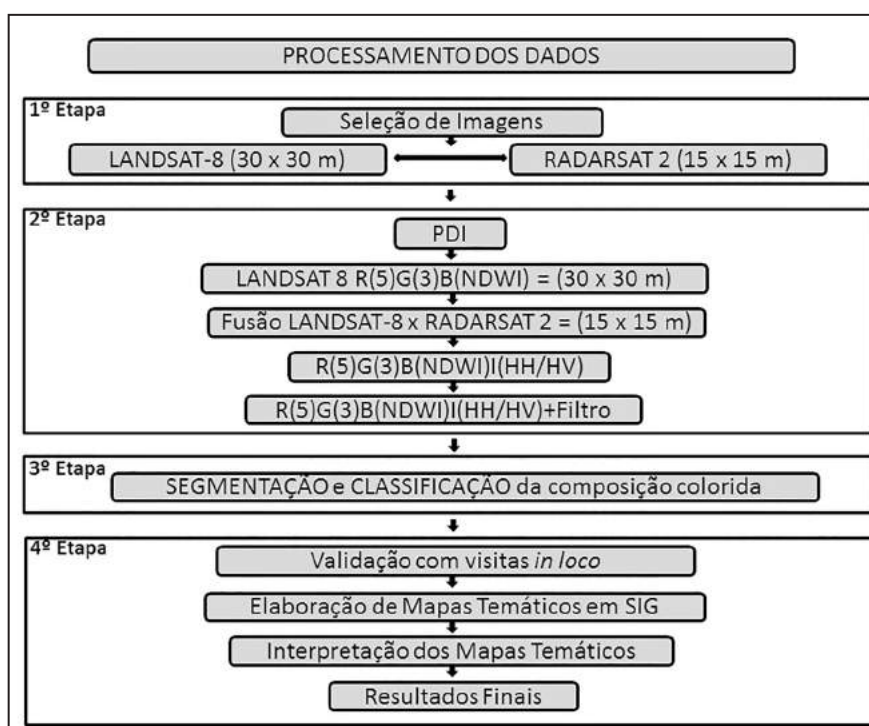 PROCESSAMENTO DOS DADOS
1º Etapa
Seleção de Imagens
LANDSAT-8 (30 x 30 m)
RADARSAT 2 (15 x 15 m)
2º Etapa
PDI
LANDSAT 8 R(5)G(3)B(NDWI) = (30 x 30 m)
Fusão LANDSAT-8 x RADARSAT 2 = (15 x 15 m)
R(5)G(3)B(NDWI)I(HH/HV)
R(5)G(3)B(NDWI)I(HH/HV)+Filtro
3º Etapa
SEGMENTAÇÃO e CLASSIFICAÇÃO da composição colorida
4º Etapa
Validação com visitas in loco
Elaboração de Mapas Temáticos em SIG
Interpretação dos Mapas Temáticos
Resultados Finais